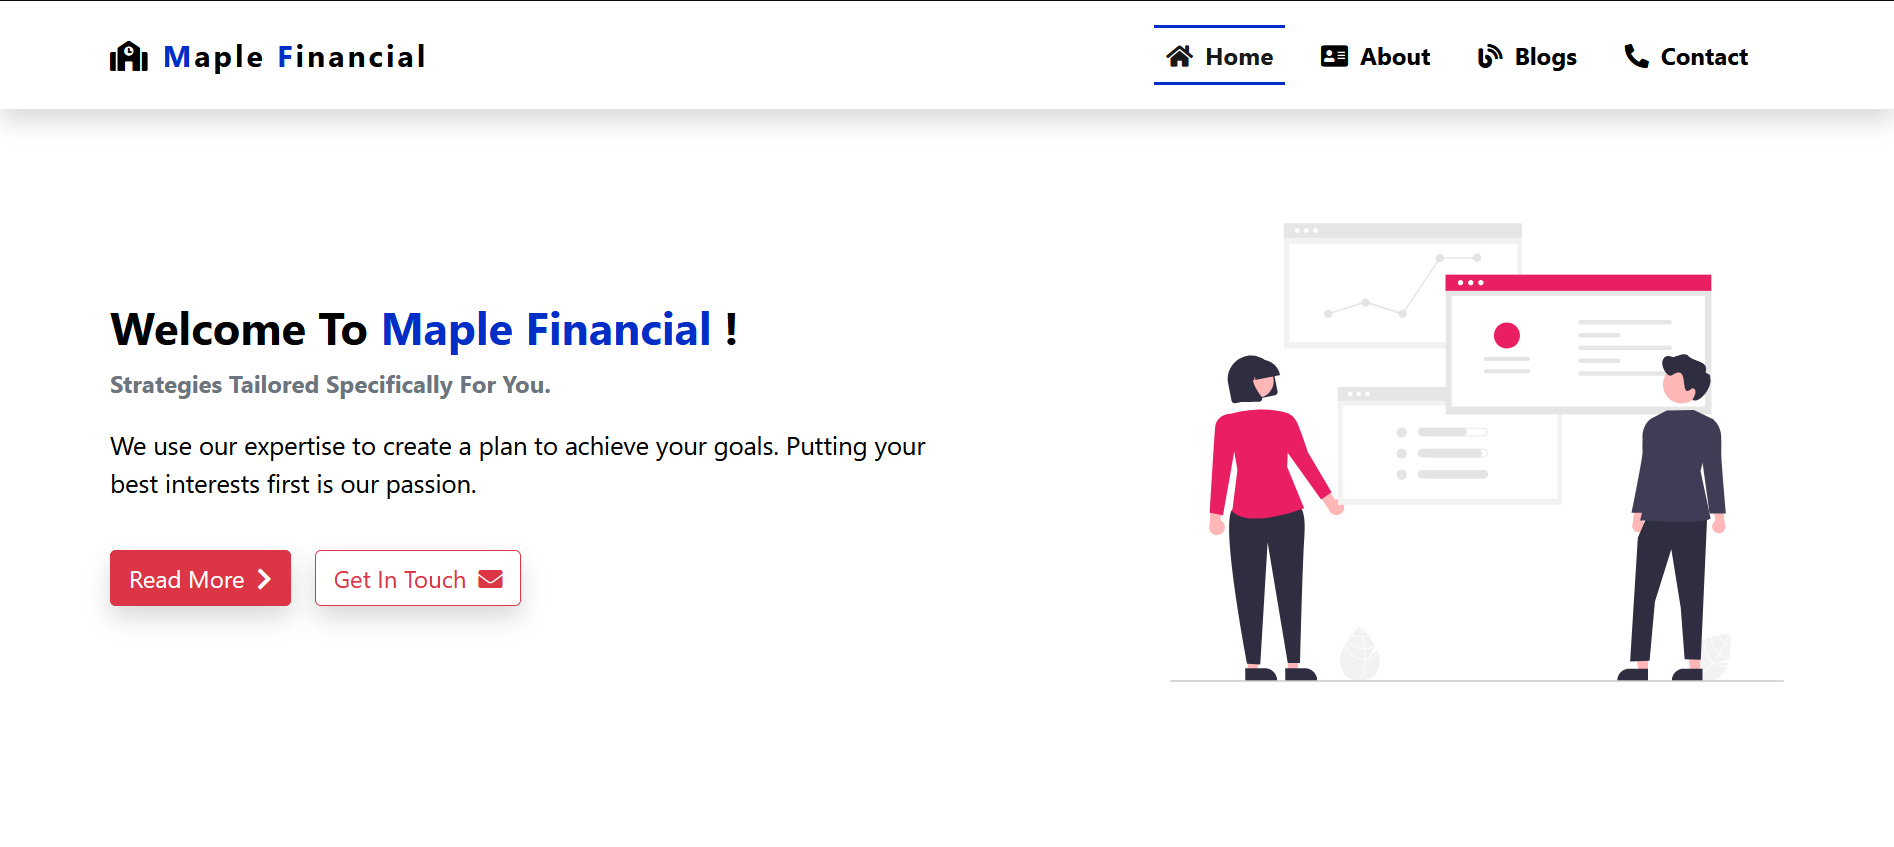 Maple Financial
Home
About
Blogs
Contact
Welcome To Maple Financial !
Strategies Tailored Specifically For You.
We use our expertise to create a plan to achieve your goals. Putting your
best interests first is our passion.
Read More
Get In Touch